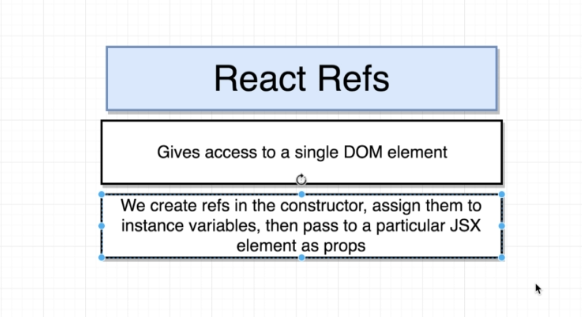 React Refs
Gives access to a single DOM element
We create refs in the constructor, assign them to
instance variables, then pass to a particular JSX
element as props